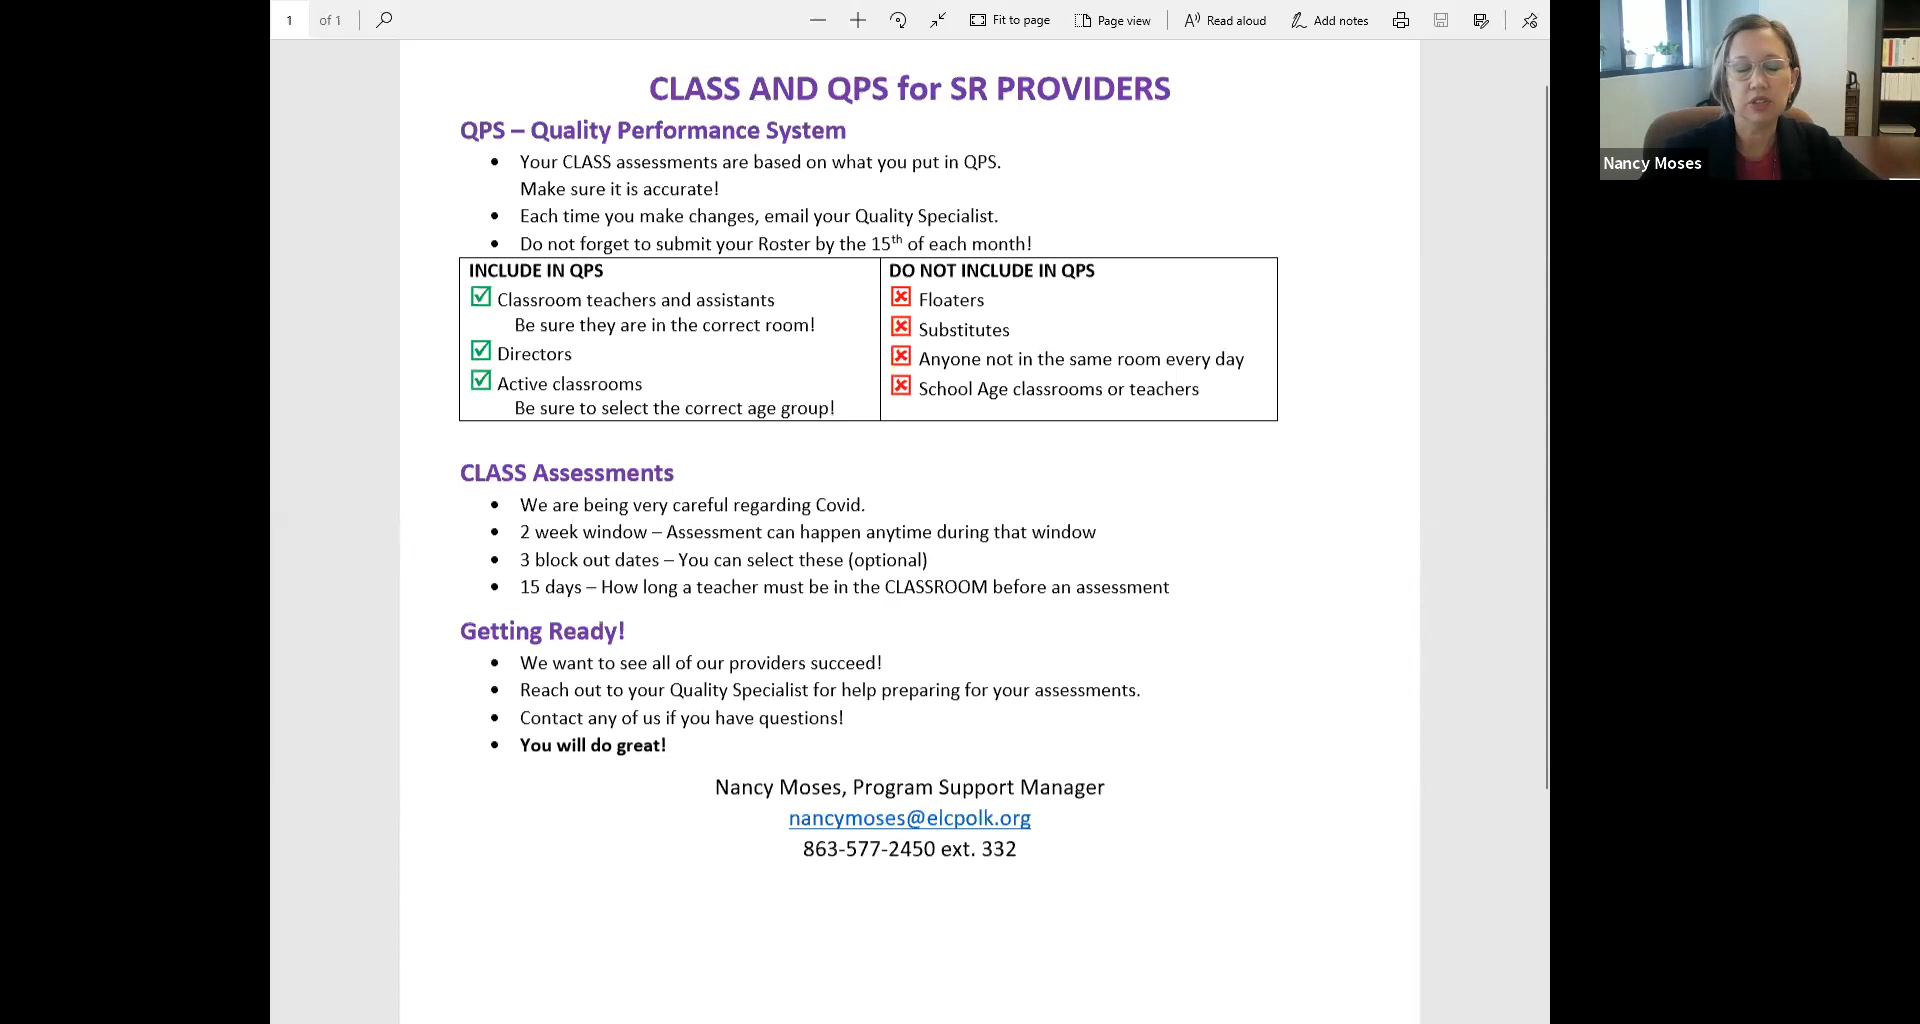 1 of 1 Fit to page Page view Read aloud Add notes
CLASS AND QPS for SR PROVIDERS
QPS – Quality Performance System
• Your CLASS assessments are based on what you put in QPS.
Make sure it is accurate!
• Each time you make changes, email your Quality Specialist.
• Do not forget to submit your Roster by the 15th of each month!
INCLUDE IN QPS
Classroom teachers and assistants
Be sure they are in the correct room!
Directors
Active classrooms
Be sure to select the correct age group!
DO NOT INCLUDE IN QPS
Floaters
Substitutes
Anyone not in the same room every day
School Age classrooms or teachers
CLASS Assessments
• We are being very careful regarding Covid.
• 2 week window – Assessment can happen anytime during that window
• 3 block out dates – You can select these (optional)
• 15 days – How long a teacher must be in the CLASSROOM before an assessment
Getting Ready!
• We want to see all of our providers succeed!
• Reach out to your Quality Specialist for help preparing for your assessments.
• Contact any of us if you have questions!
• You will do great!
Nancy Moses, Program Support Manager
nancymoses@elcpolk.org
863-577-2450 ext. 332
Nancy Moses